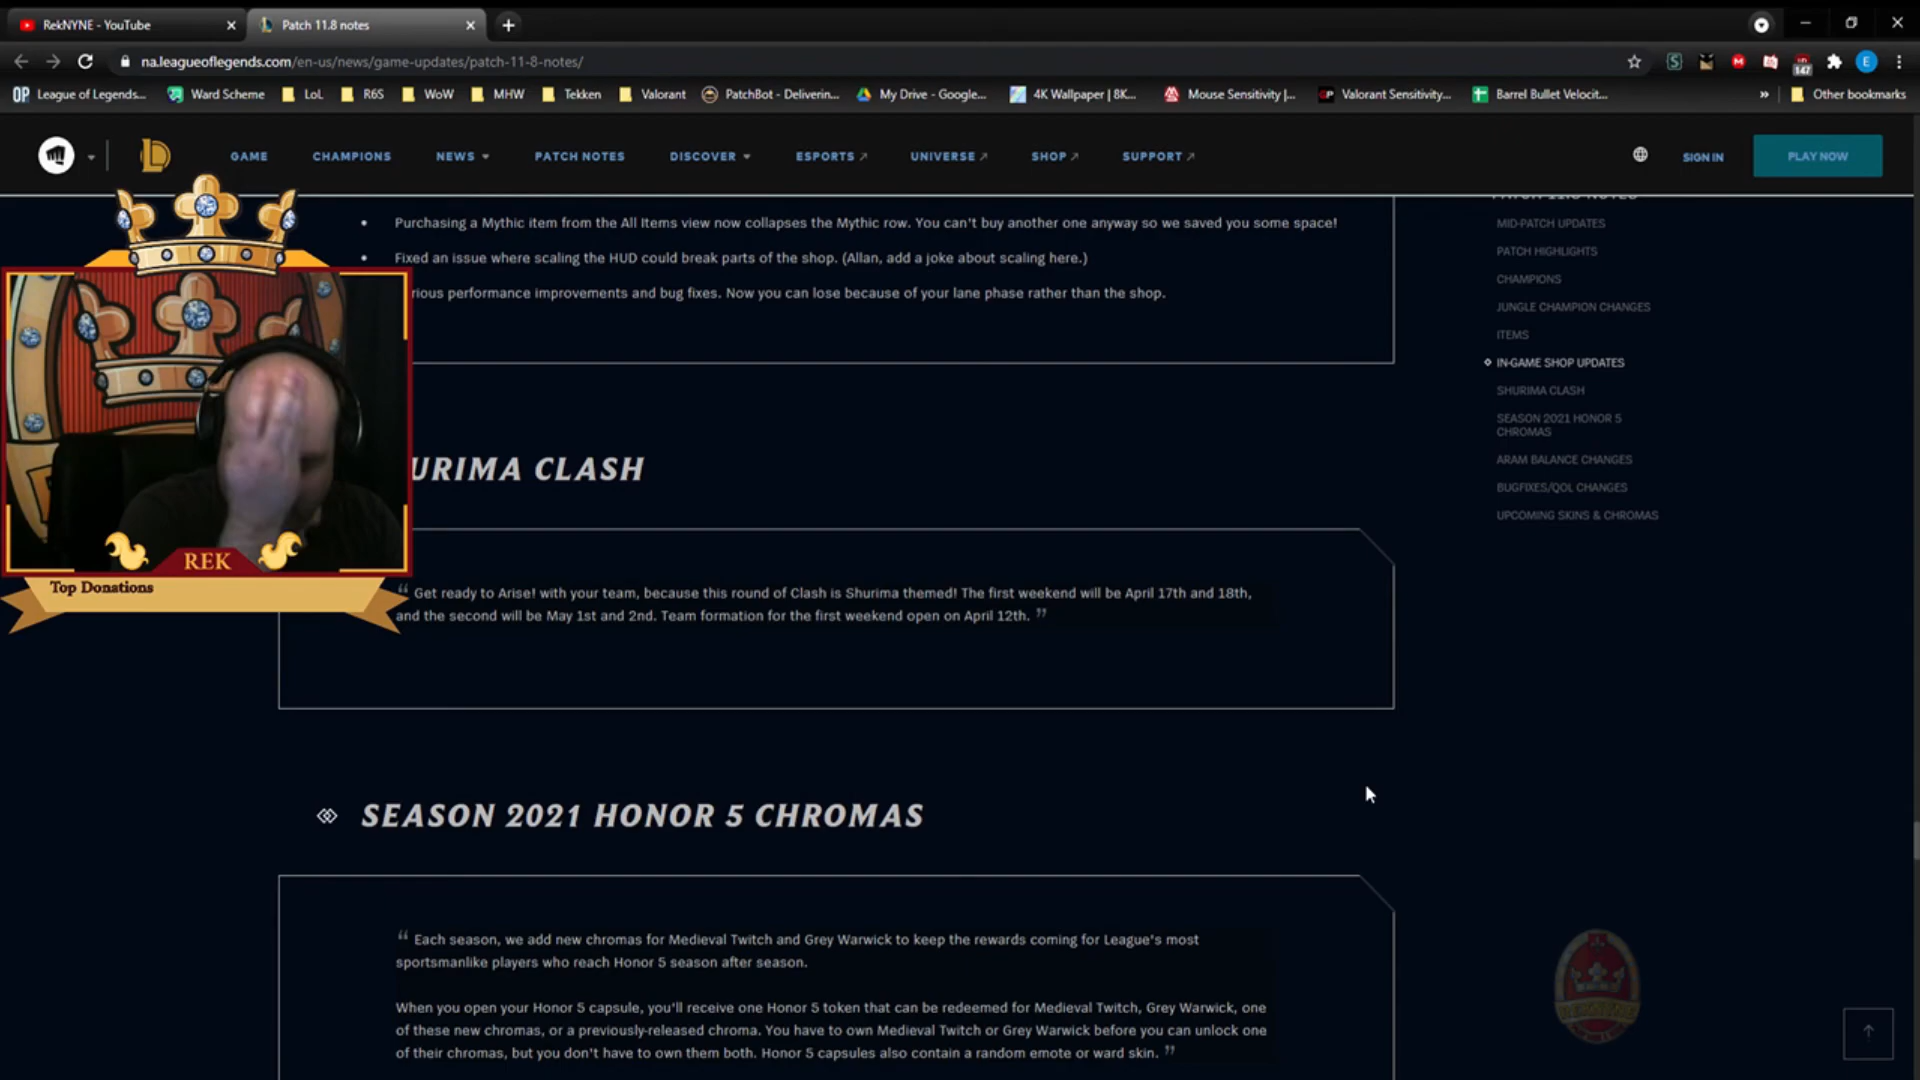 RekNYNE - YouTube
Patch 11.8 notes
na.leagueoflegends.com/en-us/news/game-updates/patch-11-8-notes/
147
E
OP League of Legends...
Ward Scheme
LoL
R6S
WoW
MHW
Tekken
Valorant
PatchBot - Deliverin...
My Drive - Google...
4K Wallpaper | 8K...
Mouse Sensitivity |...
Valorant Sensitivity...
Barrel Bullet Velocit...
»
Other bookmarks
GAME
CHAMPIONS
NEWS
PATCH NOTES
DISCOVER
ESPORTS
UNIVERSE
SHOP
SUPPORT
SIGN IN
PLAY NOW
• Purchasing a Mythic item from the All Items view now collapses the Mythic row. You can't buy another one anyway so we saved you some space!
• Fixed an issue where scaling the HUD could break parts of the shop. (Allan, add a joke about scaling here.)
rious performance improvements and bug fixes. Now you can lose because of your lane phase rather than the shop.
PATCH 11.8 NOTES
MID-PATCH UPDATES
PATCH HIGHLIGHTS
CHAMPIONS
JUNGLE CHAMPION CHANGES
ITEMS
IN-GAME SHOP UPDATES
SHURIMA CLASH
SEASON 2021 HONOR 5
CHROMAS
ARAM BALANCE CHANGES
BUGFIXES/QOL CHANGES
UPCOMING SKINS & CHROMAS
REK
Top Donations
URIMA CLASH
“ Get ready to Arise! with your team, because this round of Clash is Shurima themed! The first weekend will be April 17th and 18th,
and the second will be May 1st and 2nd. Team formation for the first weekend open on April 12th. ”
SEASON 2021 HONOR 5 CHROMAS
“ Each season, we add new chromas for Medieval Twitch and Grey Warwick to keep the rewards coming for League's most
sportsmanlike players who reach Honor 5 season after season.
When you open your Honor 5 capsule, you'll receive one Honor 5 token that can be redeemed for Medieval Twitch, Grey Warwick, one
of these new chromas, or a previously-released chroma. You have to own Medieval Twitch or Grey Warwick before you can unlock one
of their chromas, but you don't have to own them both. Honor 5 capsules also contain a random emote or ward skin. ”